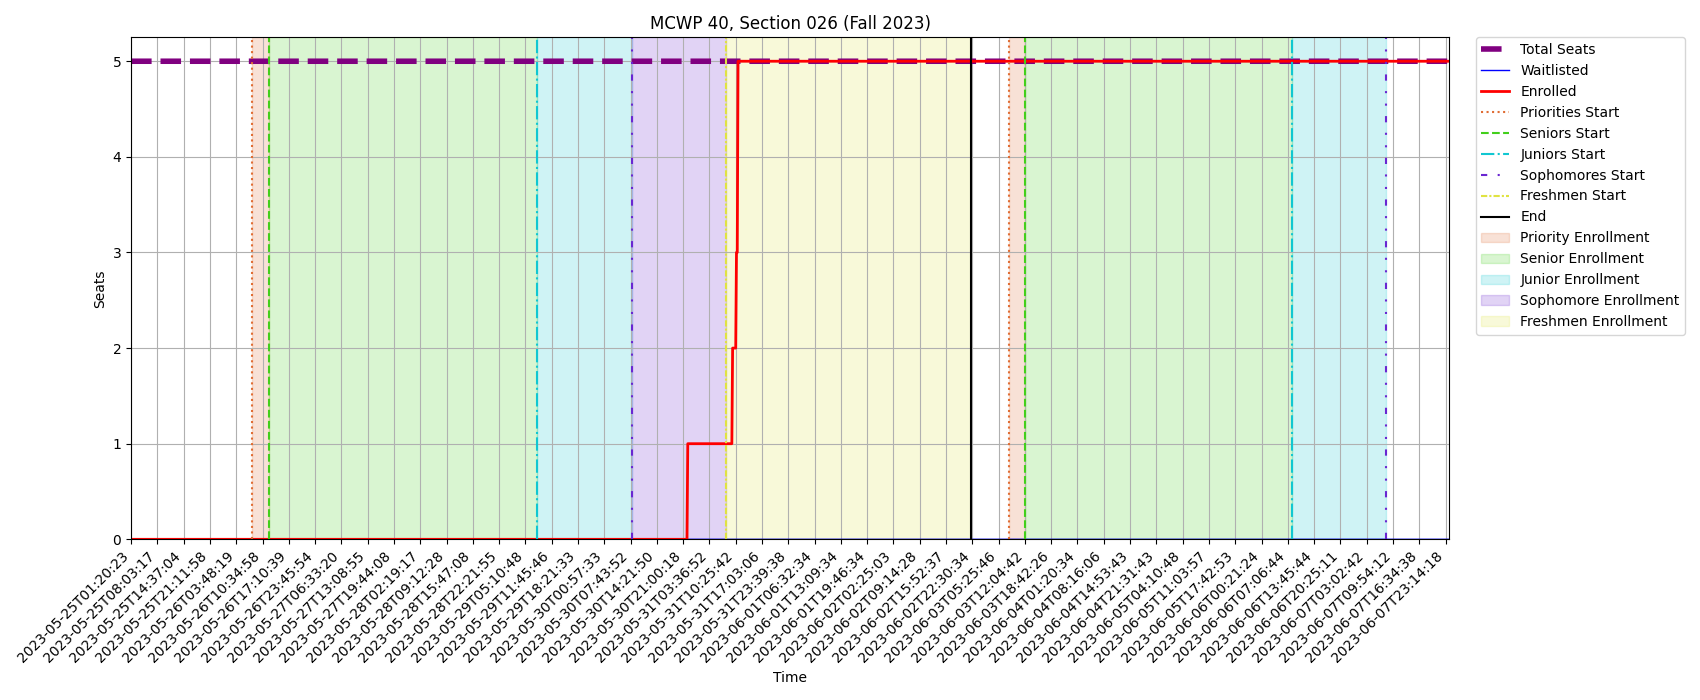 MCWP 40, Section 026 (Fall 2023)
Seats
5
4
3
2
1
0
2023-05-25T01:20:23
2023-05-25T08:03:17
2023-05-25T14:37:04
2023-05-25T21:11:58
2023-05-26T03:48:19
2023-05-26T10:34:58
2023-05-26T17:10:39
2023-05-26T23:45:54
2023-05-27T06:33:20
2023-05-27T13:08:55
2023-05-27T19:44:08
2023-05-28T02:19:17
2023-05-28T09:12:28
2023-05-28T15:47:08
2023-05-28T22:21:55
2023-05-29T05:10:48
2023-05-29T11:45:46
2023-05-29T18:21:33
2023-05-30T00:57:33
2023-05-30T07:43:52
2023-05-30T14:21:50
2023-05-30T21:00:18
2023-05-31T03:36:52
2023-05-31T10:25:42
2023-05-31T17:03:06
2023-05-31T23:39:38
2023-06-01T06:32:34
2023-06-01T13:09:34
2023-06-01T19:46:34
2023-06-02T02:25:03
2023-06-02T09:14:28
2023-06-02T15:52:37
2023-06-02T22:30:34
2023-06-03T05:25:46
2023-06-03T12:04:42
2023-06-03T18:42:26
2023-06-04T01:20:34
2023-06-04T08:16:06
2023-06-04T14:53:43
2023-06-04T21:31:43
2023-06-05T04:10:48
2023-06-05T11:03:57
2023-06-05T17:42:53
2023-06-06T00:21:24
2023-06-06T07:06:44
2023-06-06T13:45:44
2023-06-06T20:25:11
2023-06-07T03:02:42
2023-06-07T09:54:12
2023-06-07T16:34:38
2023-06-07T23:14:18
Time
Total Seats
Waitlisted
Enrolled
Priorities Start
Seniors Start
Juniors Start
Sophomores Start
Freshmen Start
End
Priority Enrollment
Senior Enrollment
Junior Enrollment
Sophomore Enrollment
Freshmen Enrollment